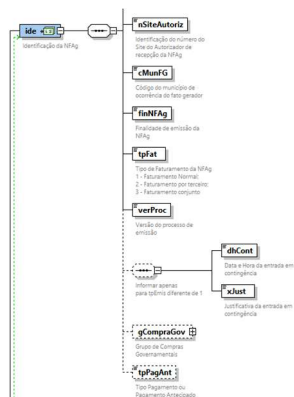 ide
Identificação da NFAg
nSiteAutoriz
Identificação do número do
Site do Autorizador de
recepção da NFAg
cMunFG
Código do município de
ocorrência do fato gerador
finNFAg
Finalidade de emissão da
NFAg
tpFat
Tipo de Faturamento da NFAg
1 - Faturamento Normal;
2 - Faturamento por terceiro;
3 - Faturamento conjunto
verProc
Versão do processo de
emissão
Informar apenas
para tpEmis diferente de 1
dhCont
Data e Hora da entrada em
contingência
xJust
Justificativa da entrada em
contingência
gCompraGov
Grupo de Compras
Governamentais
tpPagAnt
Tipo Pagamento ou
Pagamento Antecipado